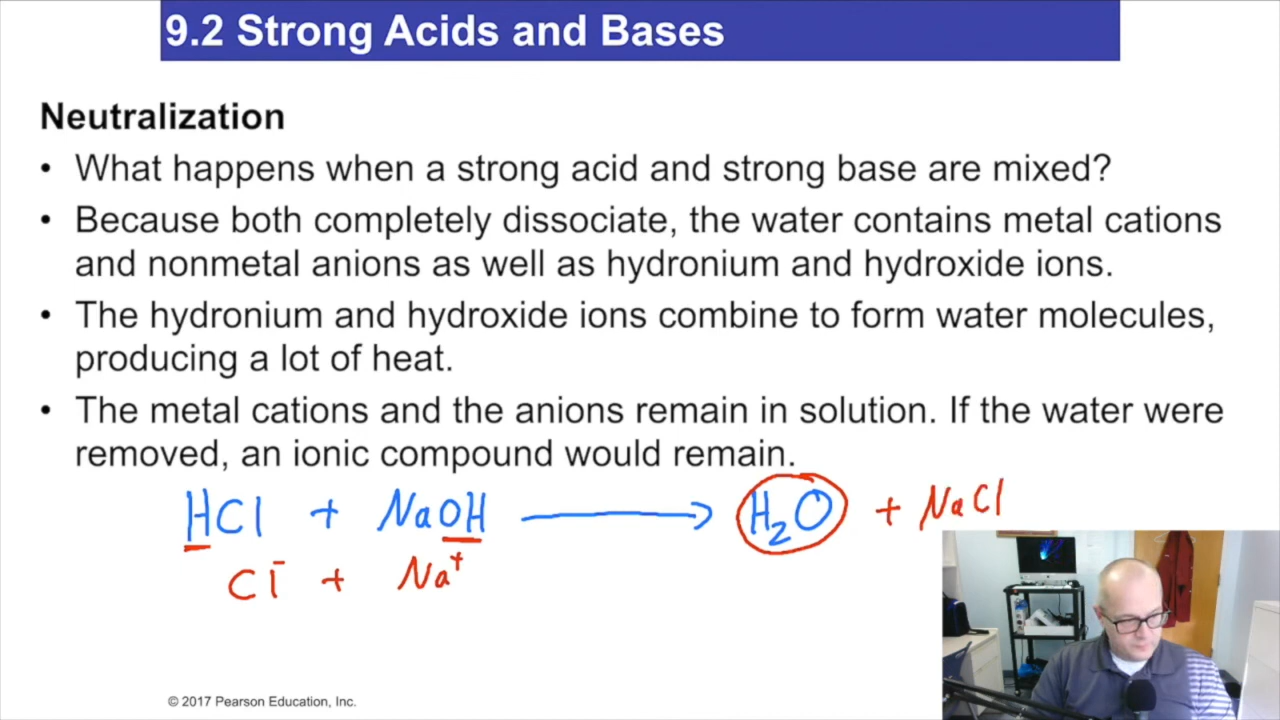 9.2 Strong Acids and Bases
Neutralization
• What happens when a strong acid and strong base are mixed?
• Because both completely dissociate, the water contains metal cations
and nonmetal anions as well as hydronium and hydroxide ions.
• The hydronium and hydroxide ions combine to form water molecules,
producing a lot of heat.
• The metal cations and the anions remain in solution. If the water were
removed, an ionic compound would remain.
HCl + NaOH ⟶ H₂O + NaCl
Cl⁻ + Na⁺
© 2017 Pearson Education, Inc.